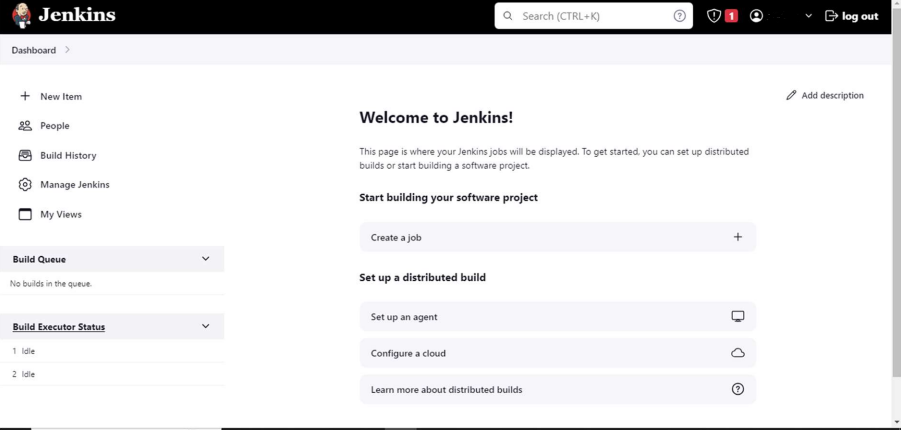 Jenkins
Search (CTRL+K)
1
log out
Dashboard
New Item
People
Build History
Manage Jenkins
My Views
Build Queue
No builds in the queue.
Build Executor Status
1 Idle
2 Idle
Add description
Welcome to Jenkins!
This page is where your Jenkins jobs will be displayed. To get started, you can set up distributed
builds or start building a software project.
Start building your software project
Create a job
Set up a distributed build
Set up an agent
Configure a cloud
Learn more about distributed builds